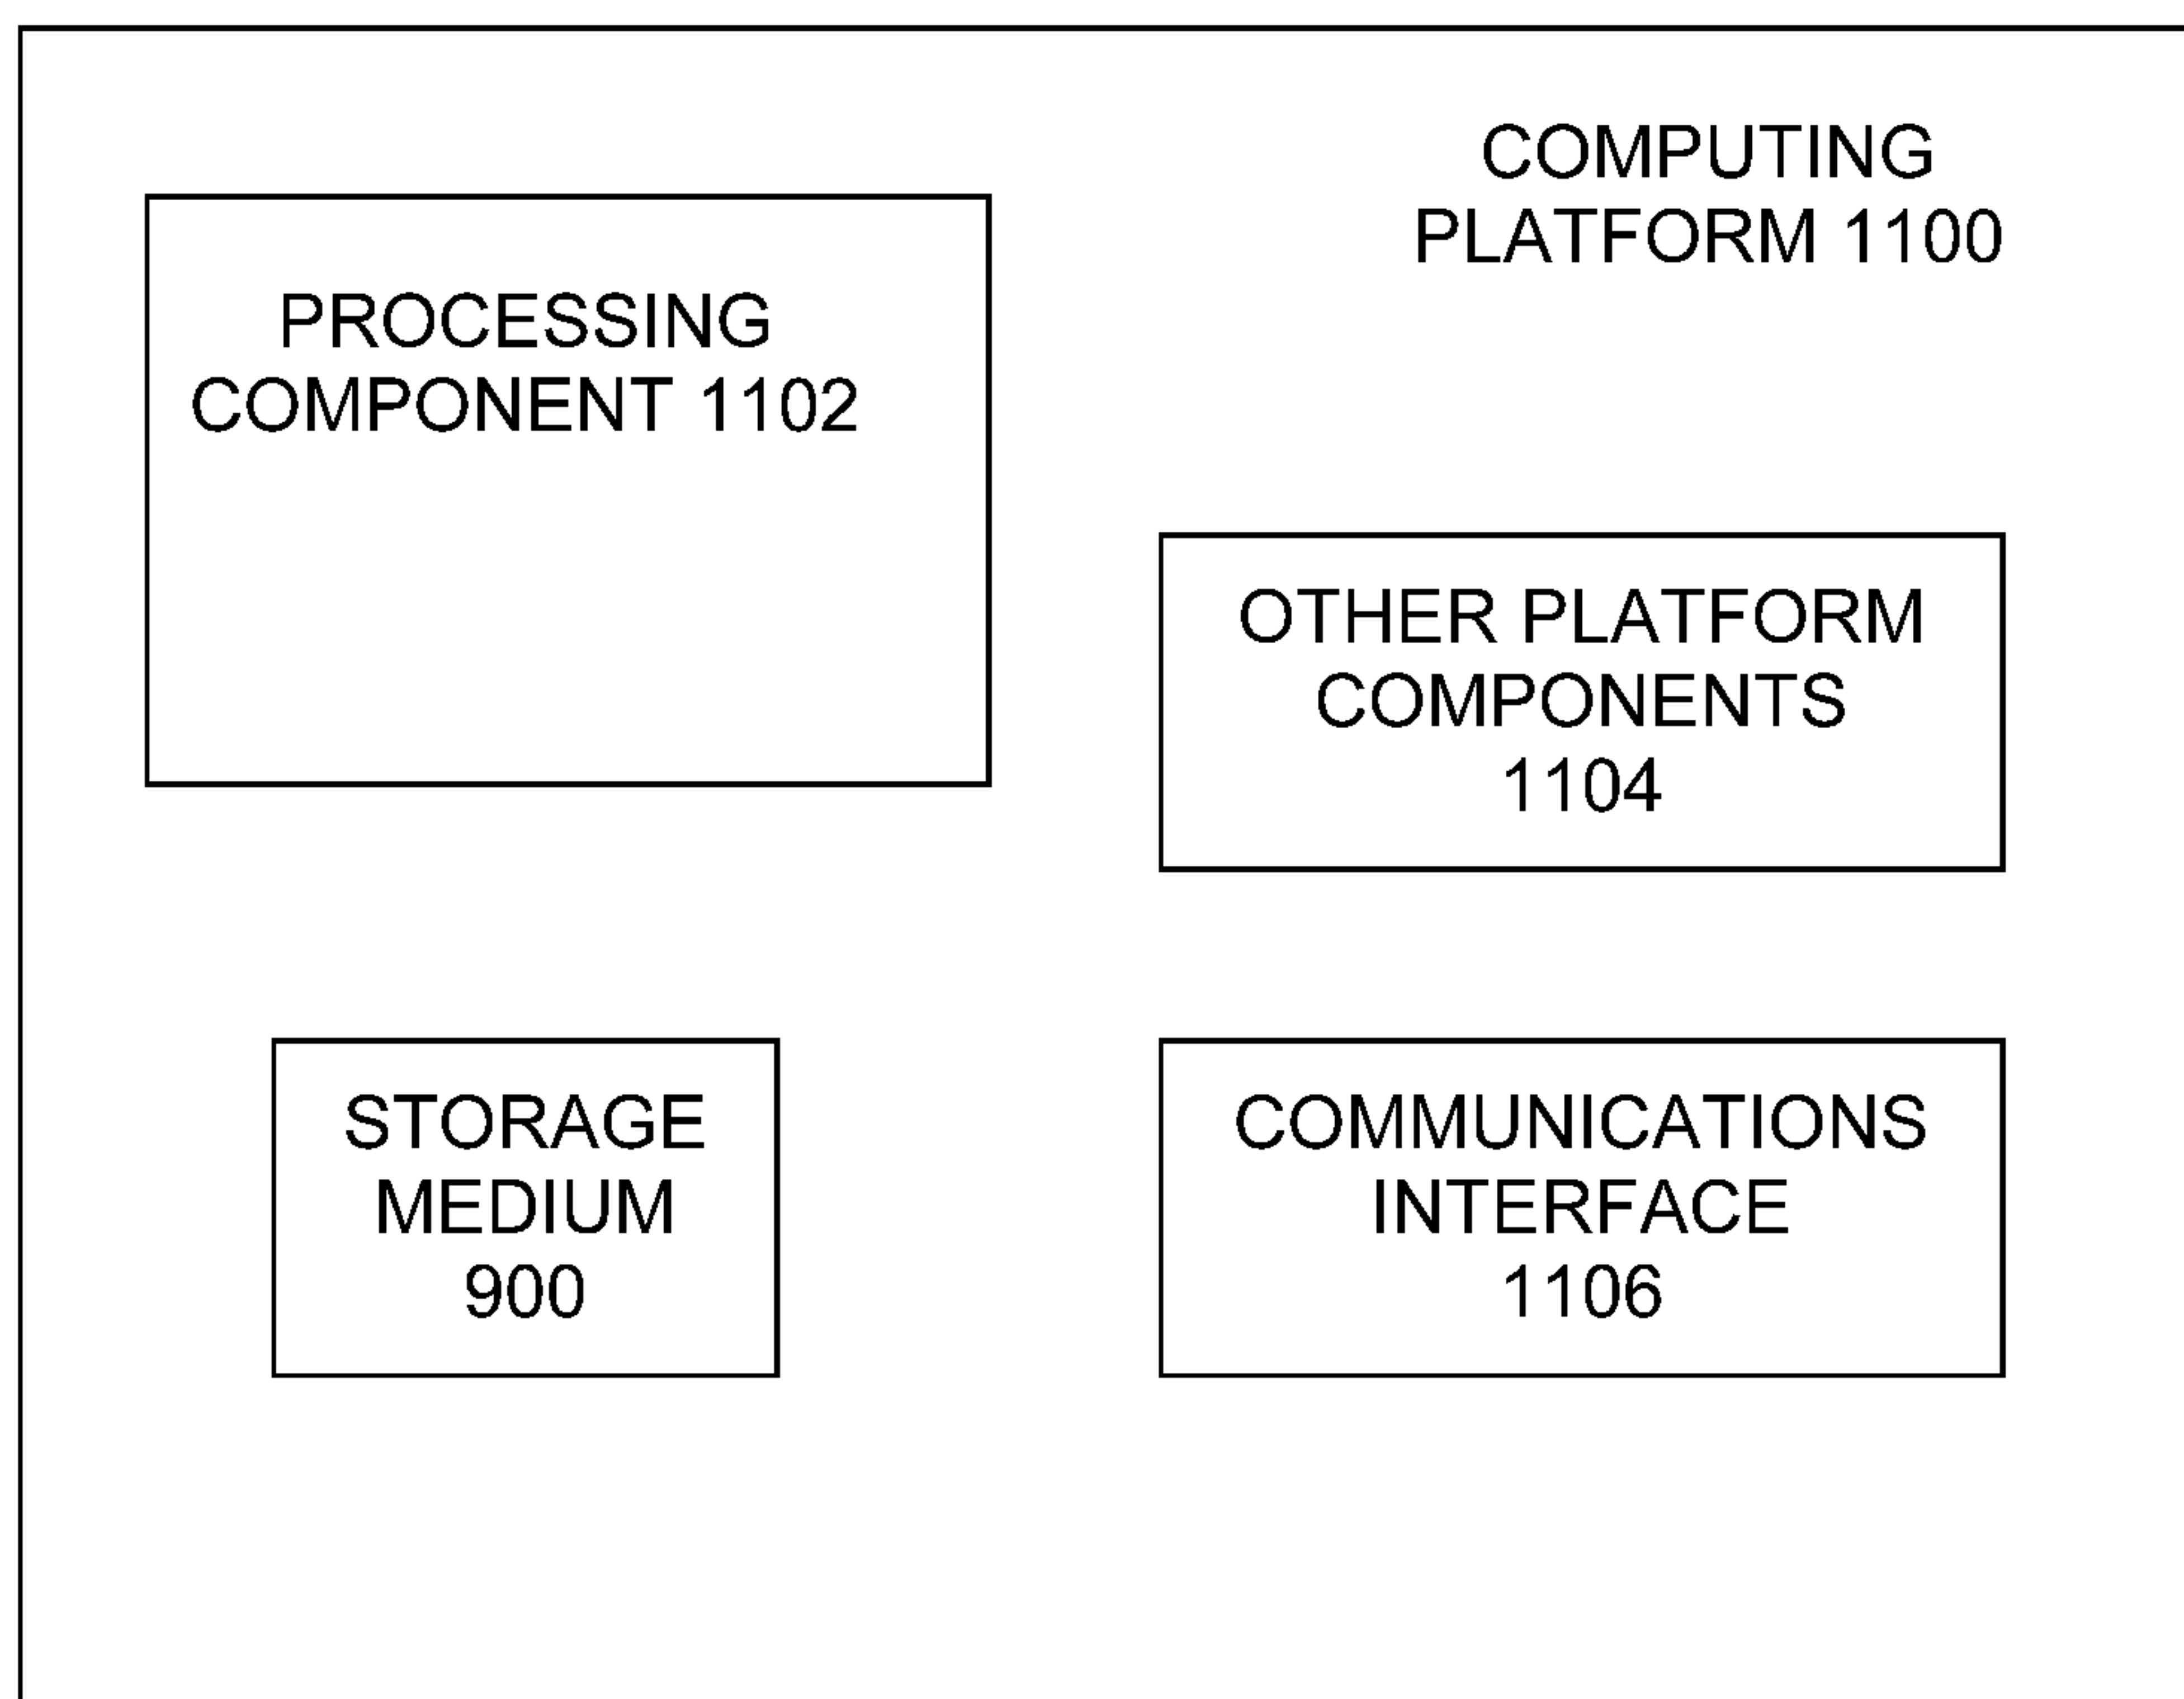 COMPUTING
PLATFORM 1100
PROCESSING
COMPONENT 1102
OTHER PLATFORM
COMPONENTS
1104
STORAGE
MEDIUM
900
COMMUNICATIONS
INTERFACE
1106